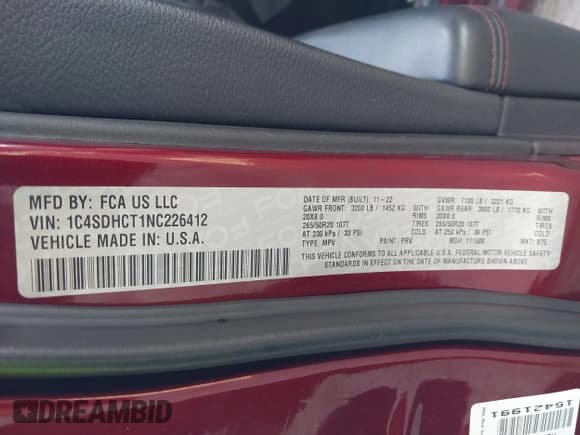 MFD BY: FCA US LLC
VIN: 1C4SDHCT1NC226412
VEHICLE MADE IN: U.S.A.
DATE OF MFR (BUILT): 11-22 GVWR: 7100 LB / 3221 KG
GAWR FRONT: 3200 LB / 1452 KG GAWR REAR: 3900 LB / 1770 KG
20X8.0 RIMS 20X8.0 RIMS
265/50R20 107T TIRES 265/50R20 107T TIRES
AT 230 kPa / 33 PSI COLD AT 250 kPa / 36 PSI COLD
TYPE: MPV PAINT: PRV MDH: 111508
THIS VEHICLE CONFORMS TO ALL APPLICABLE U.S.A. FEDERAL MOTOR VEHICLE SAFETY
STANDARDS IN EFFECT ON THE DATE OF MANUFACTURE SHOWN ABOVE.
15421991
DREAMBID